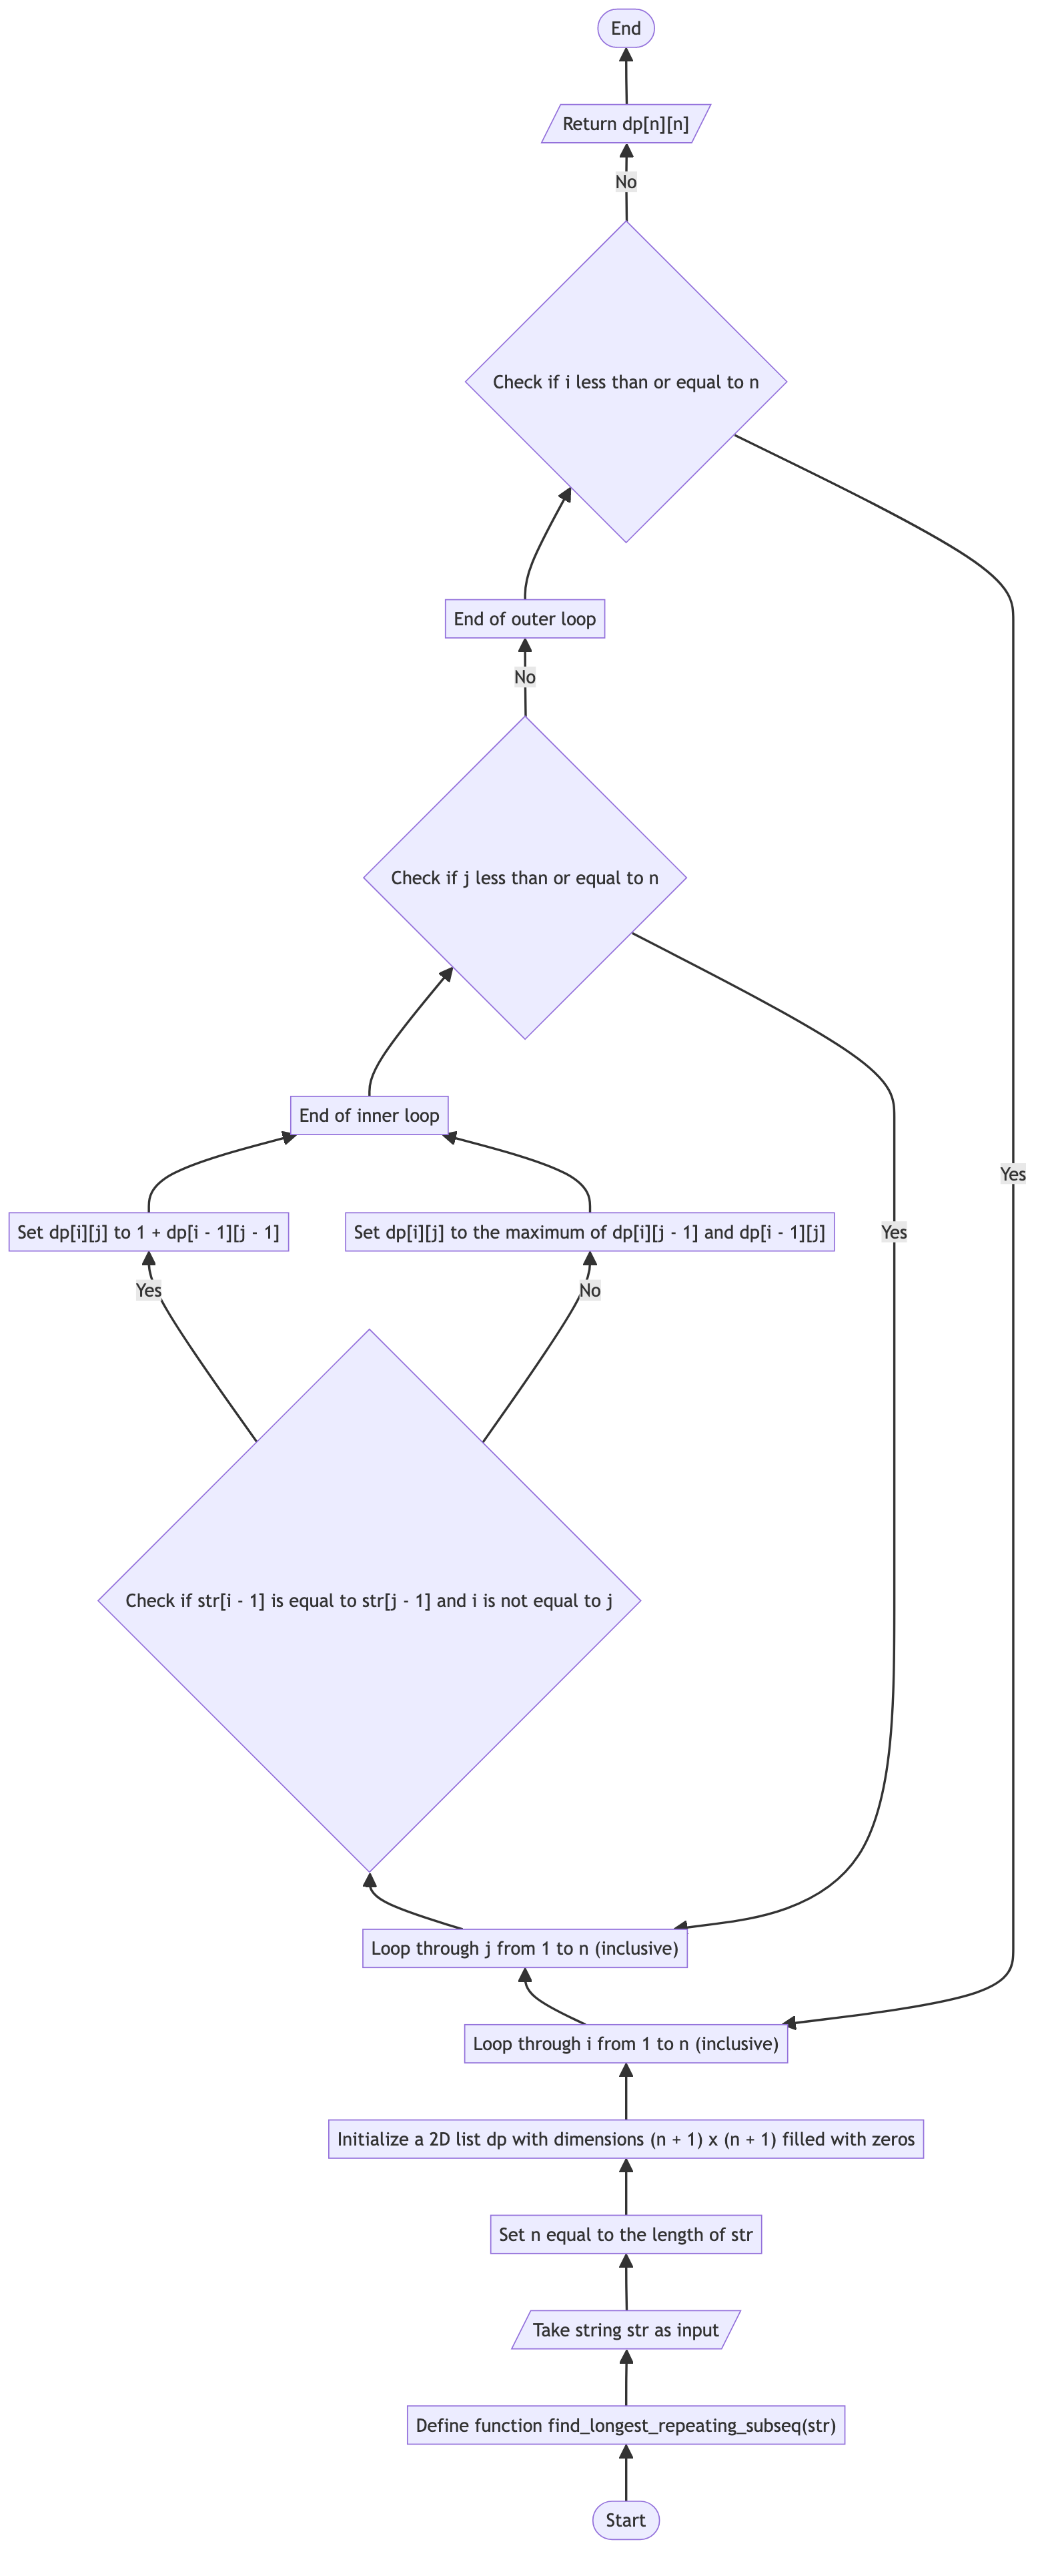 End
Return dp[n][n]
No
Check if i less than or equal to n
End of outer loop
No
Check if j less than or equal to n
End of inner loop
Yes
Set dp[i][j] to 1 + dp[i - 1][j - 1]
Set dp[i][j] to the maximum of dp[i][j - 1] and dp[i - 1][j]
Yes
Yes
No
Check if str[i - 1] is equal to str[j - 1] and i is not equal to j
Loop through j from 1 to n (inclusive)
Loop through i from 1 to n (inclusive)
Initialize a 2D list dp with dimensions (n + 1) x (n + 1) filled with zeros
Set n equal to the length of str
Take string str as input
Define function find_longest_repeating_subseq(str)
Start